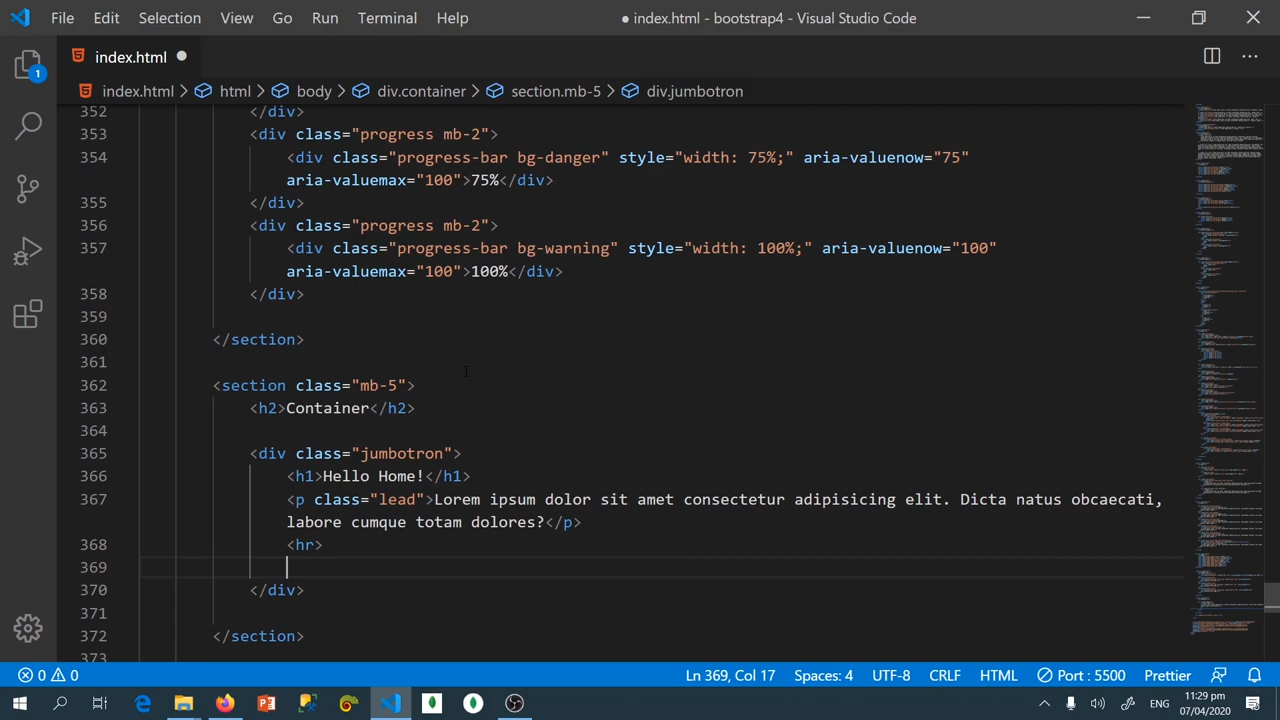 File Edit Selection View Go Run Terminal Help
● index.html - bootstrap4 - Visual Studio Code
index.html ●
index.html > html > body > div.container > section.mb-5 > div.jumbotron
1
352 </div>
353 <div class="progress mb-2">
354 <div class="progress-bar bg-danger" style="width: 75%;" aria-valuenow="75"
aria-valuemax="100">75%</div>
355 </div>
356 <div class="progress mb-2">
357 <div class="progress-bar bg-warning" style="width: 100%;" aria-valuenow="100"
aria-valuemax="100">100%</div>
358 </div>
359
360 </section>
361
362 <section class="mb-5">
363 <h2>Container</h2>
364
365 <div class="jumbotron">
366 <h1>Hello Home!</h1>
367 <p class="lead">Lorem ipsum dolor sit amet consectetur adipisicing elit. Dicta natus obcaecati,
labore cumque totam dolores!</p>
368 <hr>
369
370 </div>
371
372 </section>
373
0 0 Ln 369, Col 17 Spaces: 4 UTF-8 CRLF HTML Port : 5500 Prettier
ENG 11:29 pm
07/04/2020